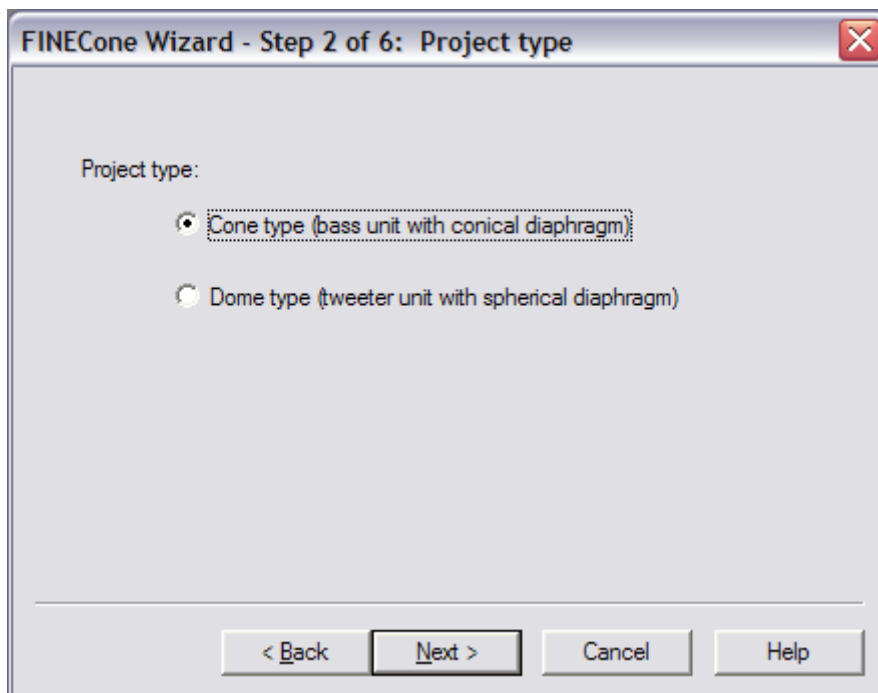 FINECone Wizard - Step 2 of 6: Project type
Project type:
Cone type (bass unit with conical diaphragm)
Dome type (tweeter unit with spherical diaphragm)
< Back Next > Cancel Help